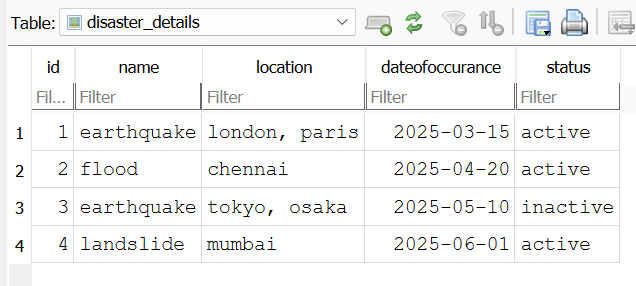 Table: disaster_details
id name location dateofoccurance status
Fil... Filter Filter Filter Filter
1 1 earthquake london, paris 2025-03-15 active
2 2 flood chennai 2025-04-20 active
3 3 earthquake tokyo, osaka 2025-05-10 inactive
4 4 landslide mumbai 2025-06-01 active